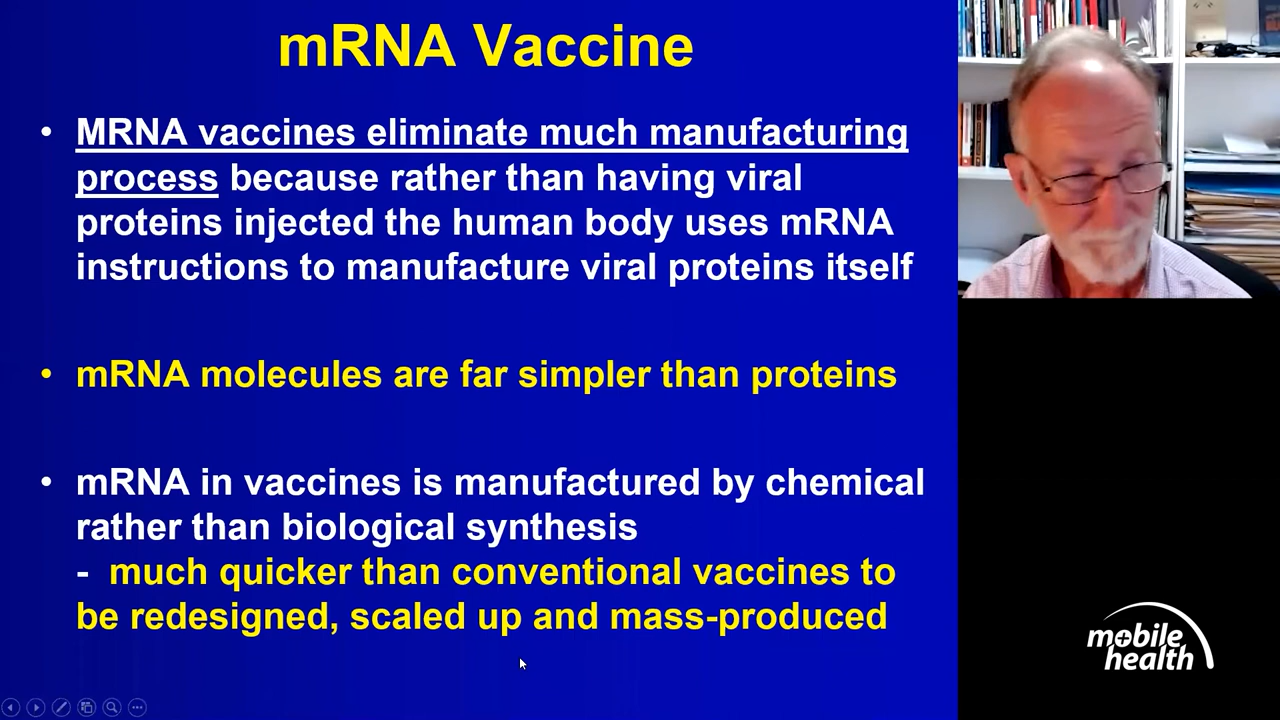 mRNA Vaccine
• MRNA vaccines eliminate much manufacturing
process because rather than having viral
proteins injected the human body uses mRNA
instructions to manufacture viral proteins itself
• mRNA molecules are far simpler than proteins
• mRNA in vaccines is manufactured by chemical
rather than biological synthesis
- much quicker than conventional vaccines to
be redesigned, scaled up and mass-produced
mobile
health